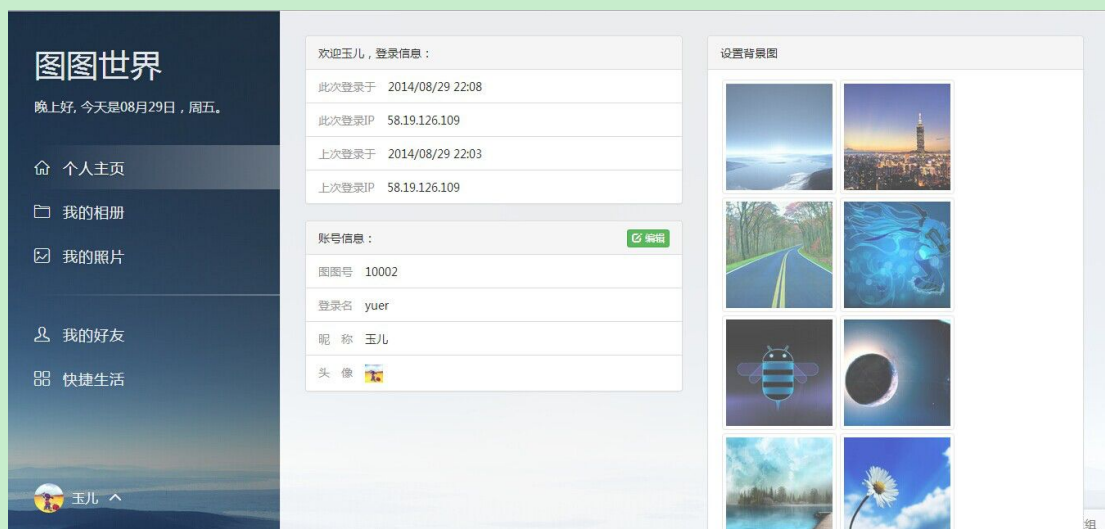 图图世界
晚上好, 今天是08月29日，周五。
个人主页
我的相册
我的照片
我的好友
快捷生活
玉儿
欢迎玉儿，登录信息：
此次登录于 2014/08/29 22:08
此次登录IP 58.19.126.109
上次登录于 2014/08/29 22:03
上次登录IP 58.19.126.109
账号信息：
编辑
图图号 10002
登录名 yuer
昵 称 玉儿
头 像
设置背景图
组